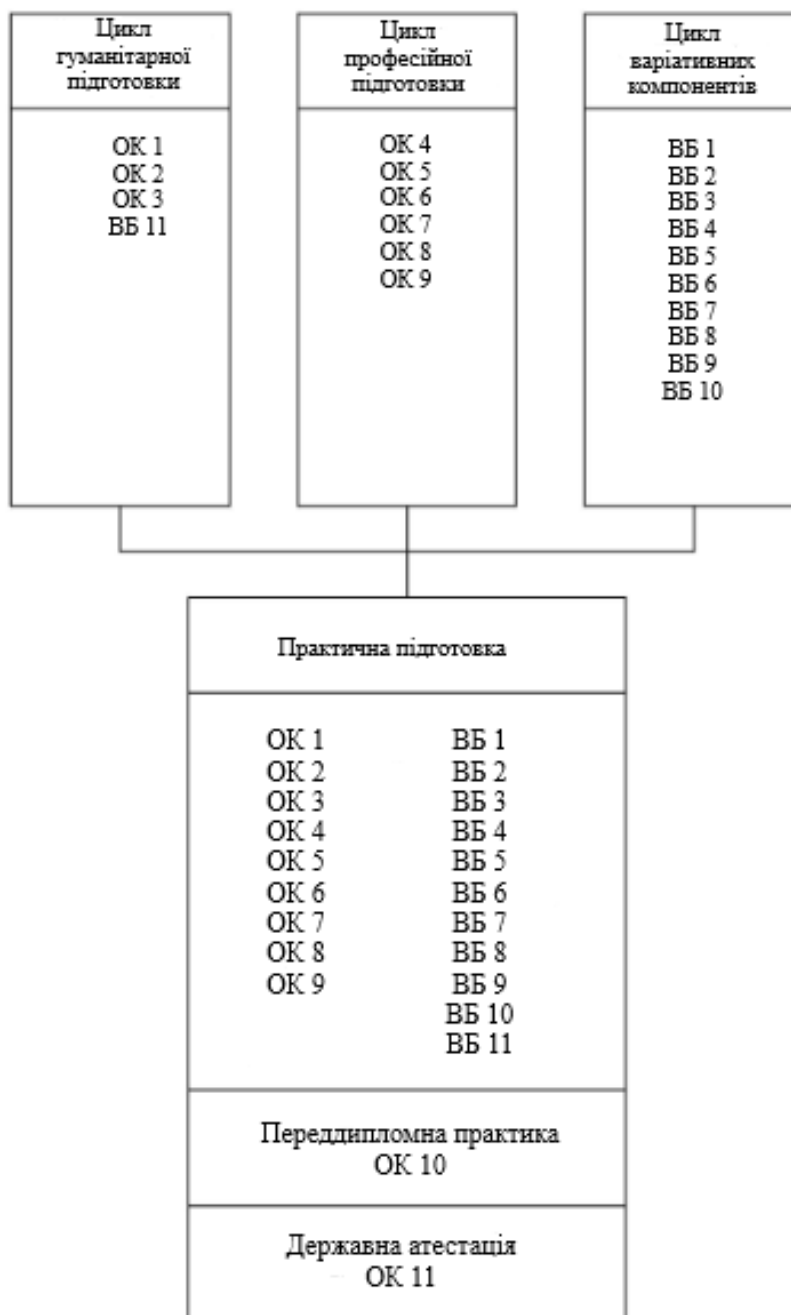 Цикл
гуманітарної
підготовки
ОК 1
ОК 2
ОК 3
ВБ 11
Цикл
професійної
підготовки
ОК 4
ОК 5
ОК 6
ОК 7
ОК 8
ОК 9
Цикл
варіативних
компонентів
ВБ 1
ВБ 2
ВБ 3
ВБ 4
ВБ 5
ВБ 6
ВБ 7
ВБ 8
ВБ 9
ВБ 10
Практична підготовка
ОК 1
ОК 2
ОК 3
ОК 4
ОК 5
ОК 6
ОК 7
ОК 8
ОК 9
ВБ 1
ВБ 2
ВБ 3
ВБ 4
ВБ 5
ВБ 6
ВБ 7
ВБ 8
ВБ 9
ВБ 10
ВБ 11
Переддипломна практика
ОК 10
Державна атестація
ОК 11